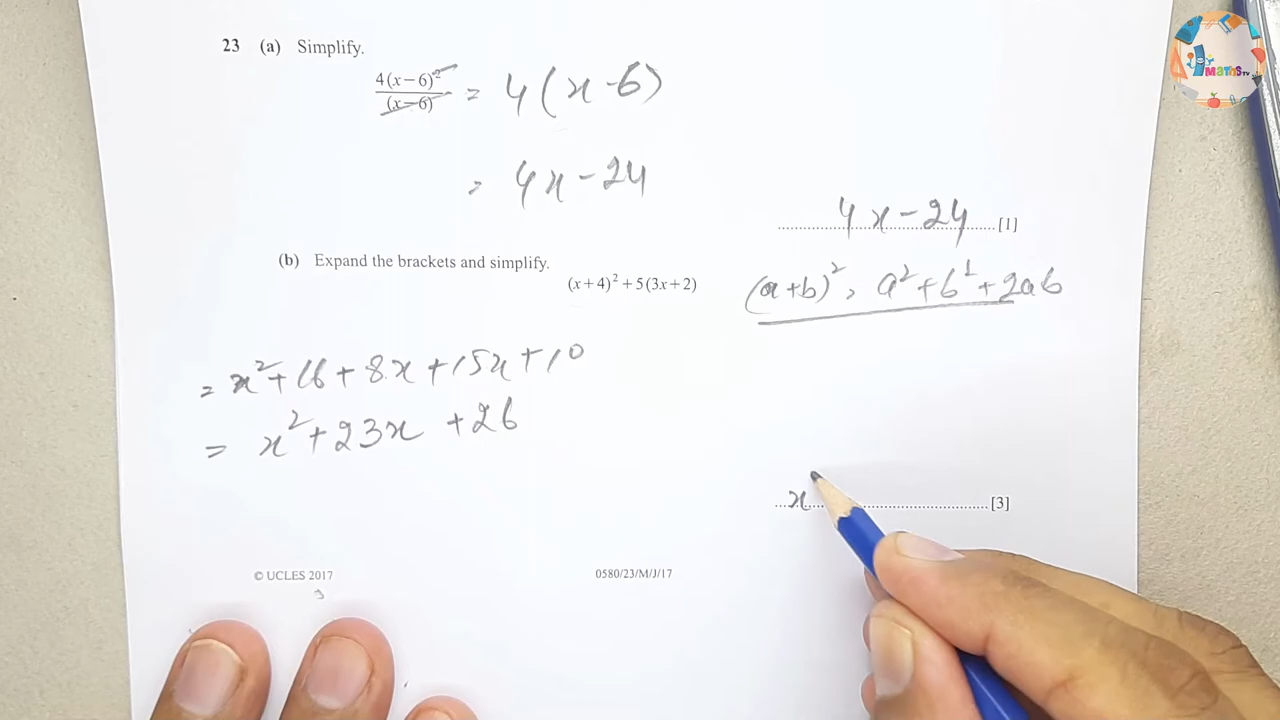 23 (a) Simplify.
4(x−6)²/(x−6) = 4(x-6)
= 4x-24
4x-24 [1]
(b) Expand the brackets and simplify.
(x+4)² + 5(3x+2)
(a+b)², a²+b²+2ab
= x²+16+8x+15x+10
= x²+23x+26
x [3]
© UCLES 2017
0580/23/M/J/17
MATHS TV